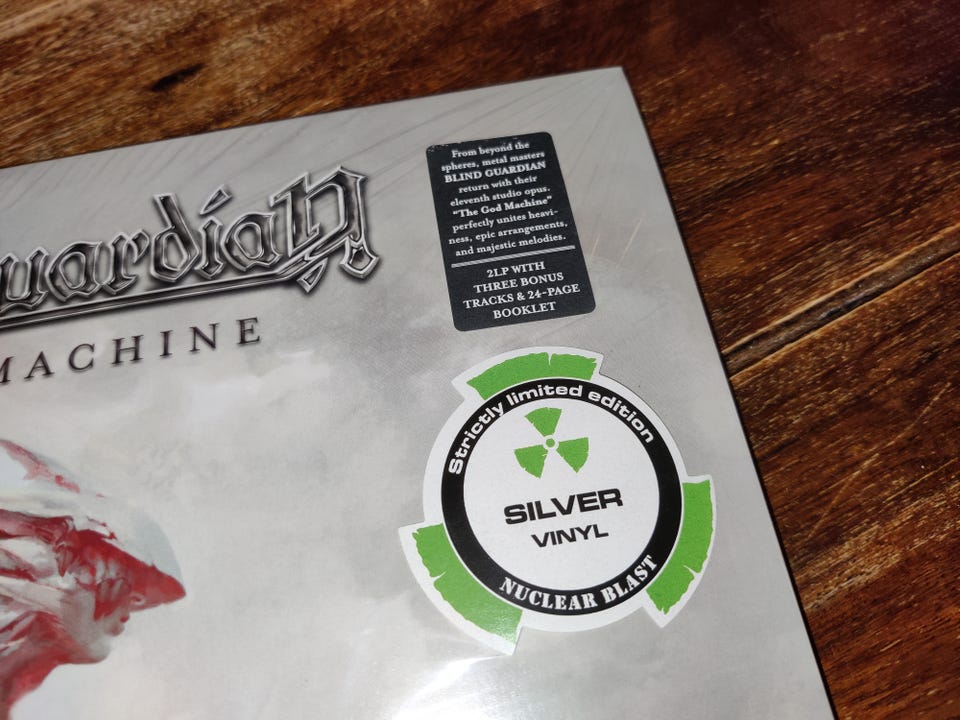 uardian
MACHINE
From beyond the
spheres, metal masters
BLIND GUARDIAN
return with their
eleventh studio opus.
"The God Machine"
perfectly unites heavi-
ness, epic arrangements,
and majestic melodies.
2LP WITH
THREE BONUS
TRACKS & 24-PAGE
BOOKLET
Strictly limited edition
SILVER
VINYL
NUCLEAR BLAST